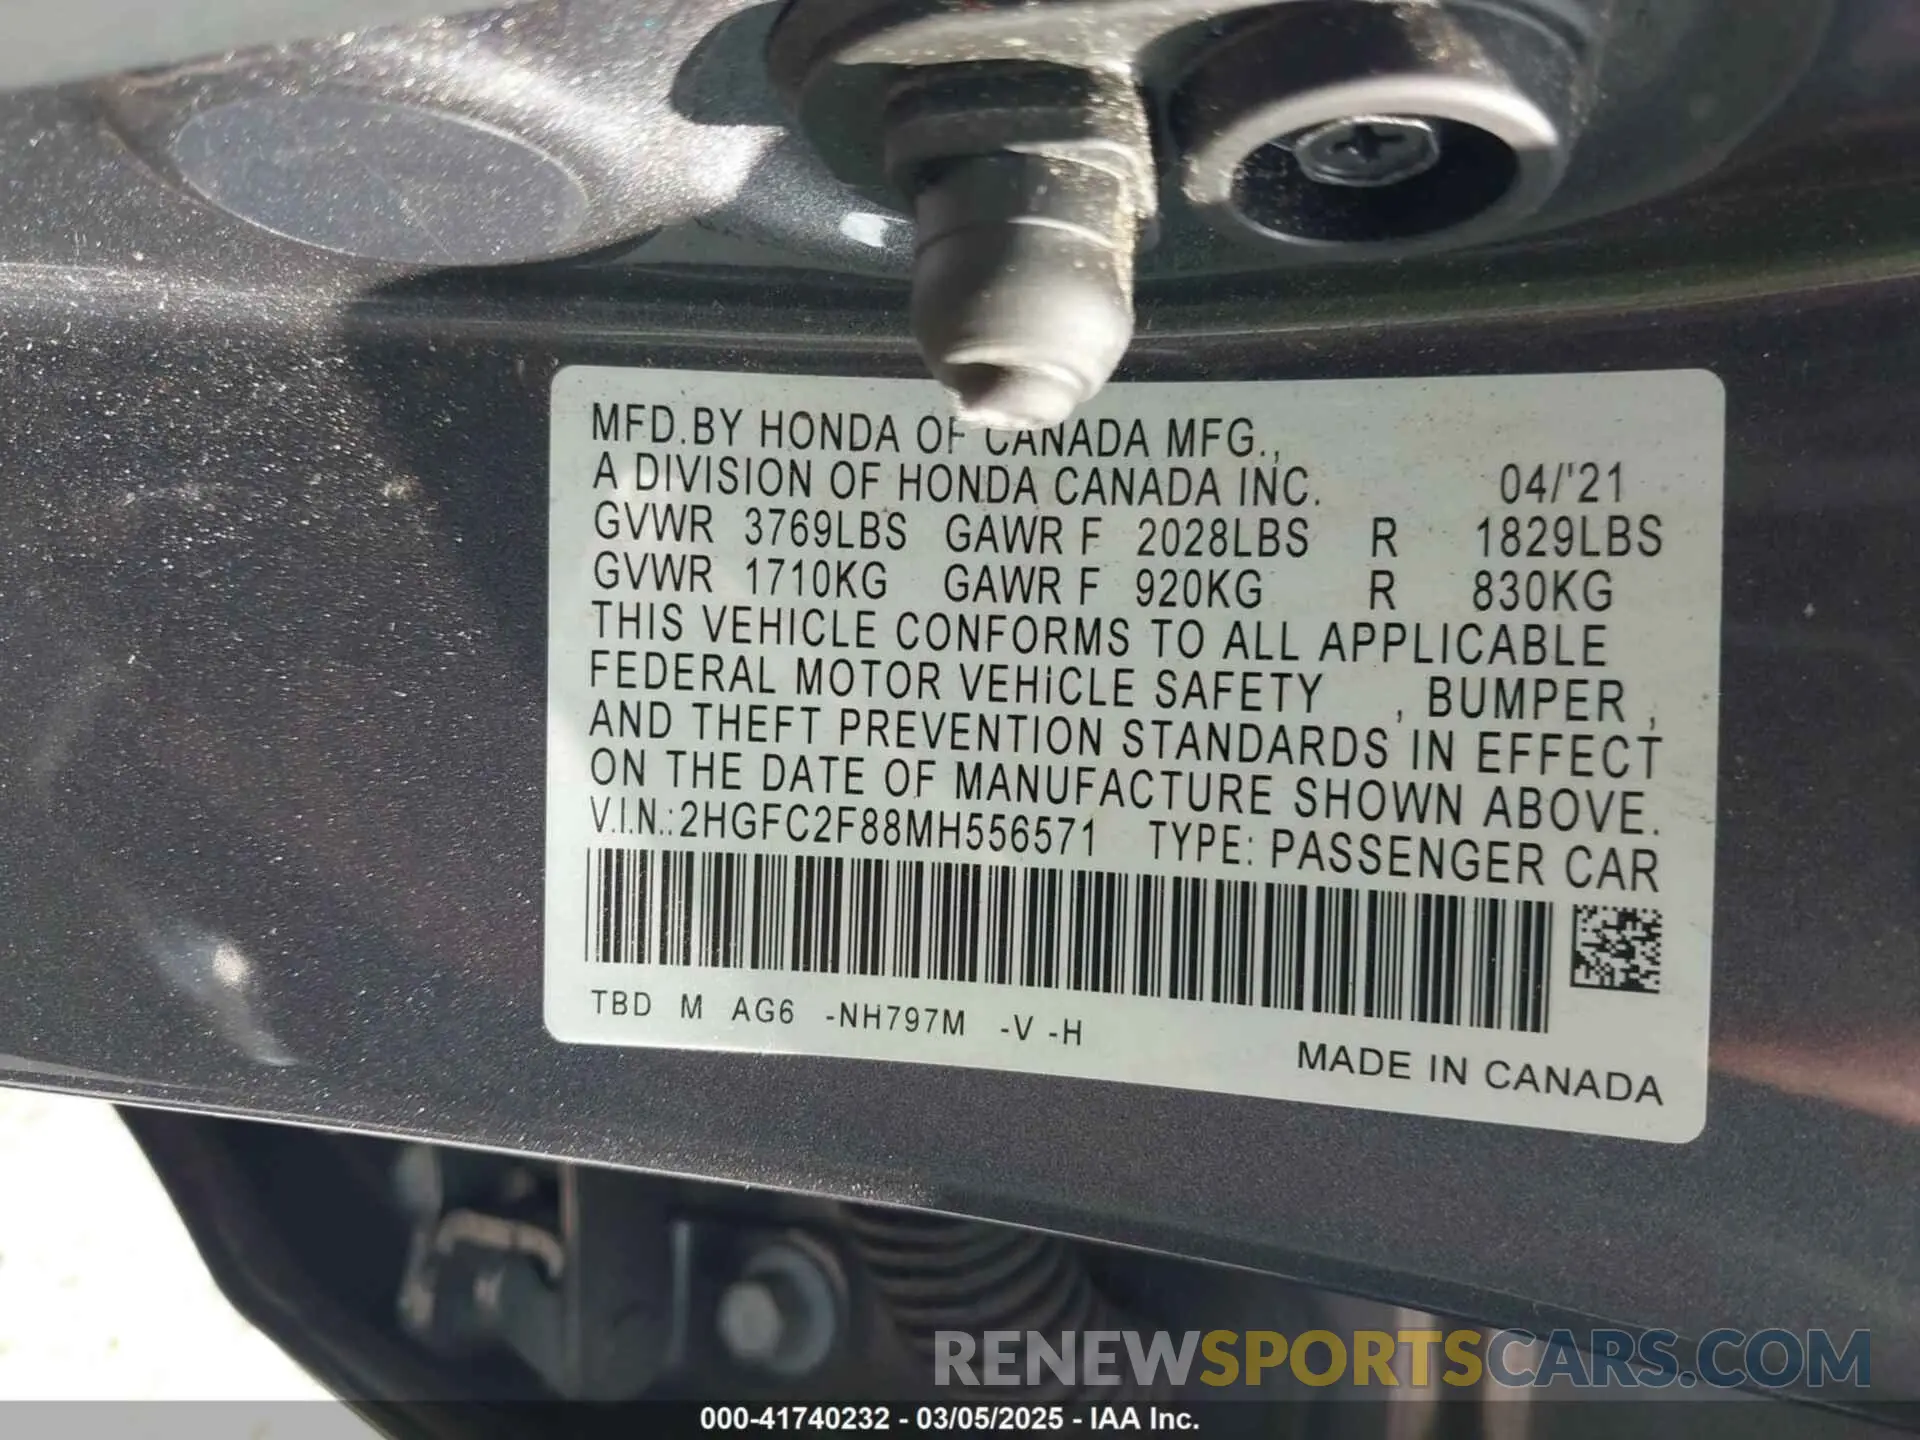 MFD.BY HONDA OF CANADA MFG.,
A DIVISION OF HONDA CANADA INC. 04/'21
GVWR 3769LBS GAWR F 2028LBS R 1829LBS
GVWR 1710KG GAWR F 920KG R 830KG
THIS VEHICLE CONFORMS TO ALL APPLICABLE
FEDERAL MOTOR VEHICLE SAFETY , BUMPER ,
AND THEFT PREVENTION STANDARDS IN EFFECT
ON THE DATE OF MANUFACTURE SHOWN ABOVE.
V.I.N.:2HGFC2F88MH556571 TYPE: PASSENGER CAR
TBD M AG6 -NH797M -V -H
MADE IN CANADA
RENEWSPORTSCARS.COM
000-41740232 - 03/05/2025 - IAA Inc.